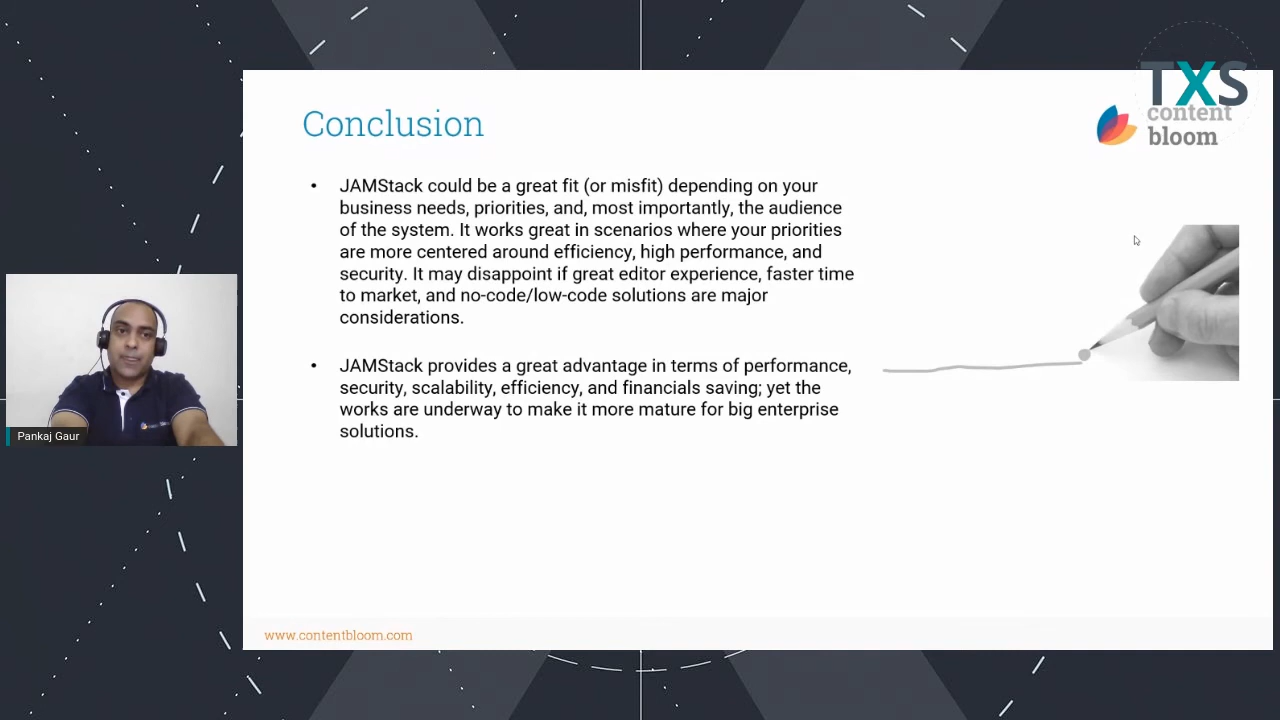 TXS
content
bloom
Conclusion
• JAMStack could be a great fit (or misfit) depending on your
business needs, priorities, and, most importantly, the audience
of the system. It works great in scenarios where your priorities
are more centered around efficiency, high performance, and
security. It may disappoint if great editor experience, faster time
to market, and no-code/low-code solutions are major
considerations.
• JAMStack provides a great advantage in terms of performance,
security, scalability, efficiency, and financials saving; yet the
works are underway to make it more mature for big enterprise
solutions.
Pankaj Gaur
www.contentbloom.com